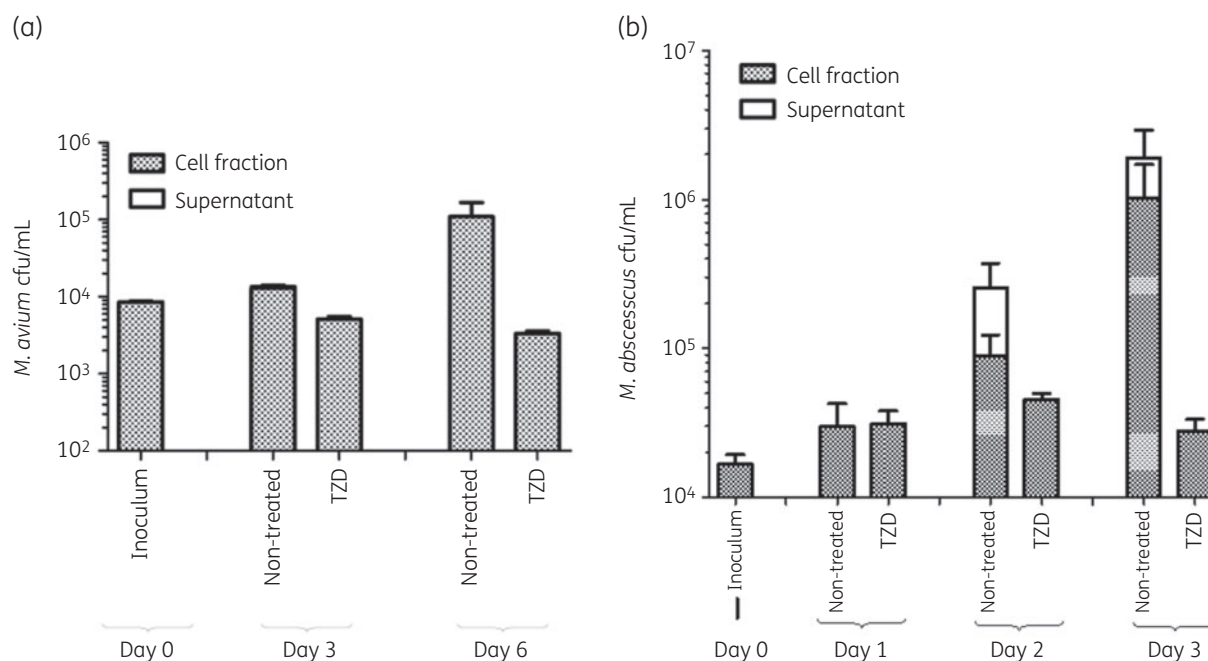 (a)
10⁶
10⁵
10⁴
10³
10²
M. avium cfu/mL
Cell fraction
Supernatant
Inoculum
Non-treated
TZD
Non-treated
TZD
Day 0
Day 3
Day 6
(b)
10⁷
10⁶
10⁵
10⁴
M. abscesscus cfu/mL
Cell fraction
Supernatant
Inoculum
Non-treated
TZD
Non-treated
TZD
Non-treated
TZD
Day 0
Day 1
Day 2
Day 3